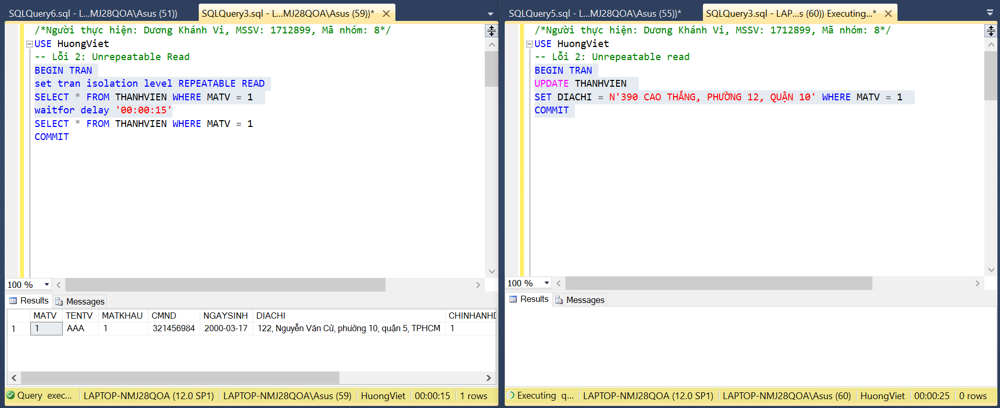 SQLQuery6.sql - L...MJ28QOA\Asus (51))
SQLQuery3.sql - L...MJ28QOA\Asus (59))*
/*Người thực hiện: Dương Khánh Vi, MSSV: 1712899, Mã nhóm: 8*/
USE HuongViet
-- Lỗi 2: Unrepeatable Read
BEGIN TRAN
set tran isolation level REPEATABLE READ
SELECT * FROM THANHVIEN WHERE MATV = 1
waitfor delay '00:00:15'
SELECT * FROM THANHVIEN WHERE MATV = 1
COMMIT
100 %
Results Messages
MATV TENTV MATKHAU CMND NGAYSINH DIACHI CHINHANHD
1 1 AAA 1 321456984 2000-03-17 122, Nguyễn Văn Cừ, phường 10, quận 5, TPHCM 1
Query exec... LAPTOP-NMJ28QOA (12.0 SP1) LAPTOP-NMJ28QOA\Asus (59) HuongViet 00:00:15 1 rows
SQLQuery5.sql - L...MJ28QOA\Asus (55))*
SQLQuery3.sql - LAP...s (60)) Executing...*
/*Người thực hiện: Dương Khánh Vi, MSSV: 1712899, Mã nhóm: 8*/
USE HuongViet
-- Lỗi 2: Unrepeatable read
BEGIN TRAN
UPDATE THANHVIEN
SET DIACHI = N'390 CAO THẮNG, PHƯỜNG 12, QUẬN 10' WHERE MATV = 1
COMMIT
100 %
Results Messages
Executing q... LAPTOP-NMJ28QOA (12.0 SP1) LAPTOP-NMJ28QOA\Asus (60) HuongViet 00:00:25 0 rows